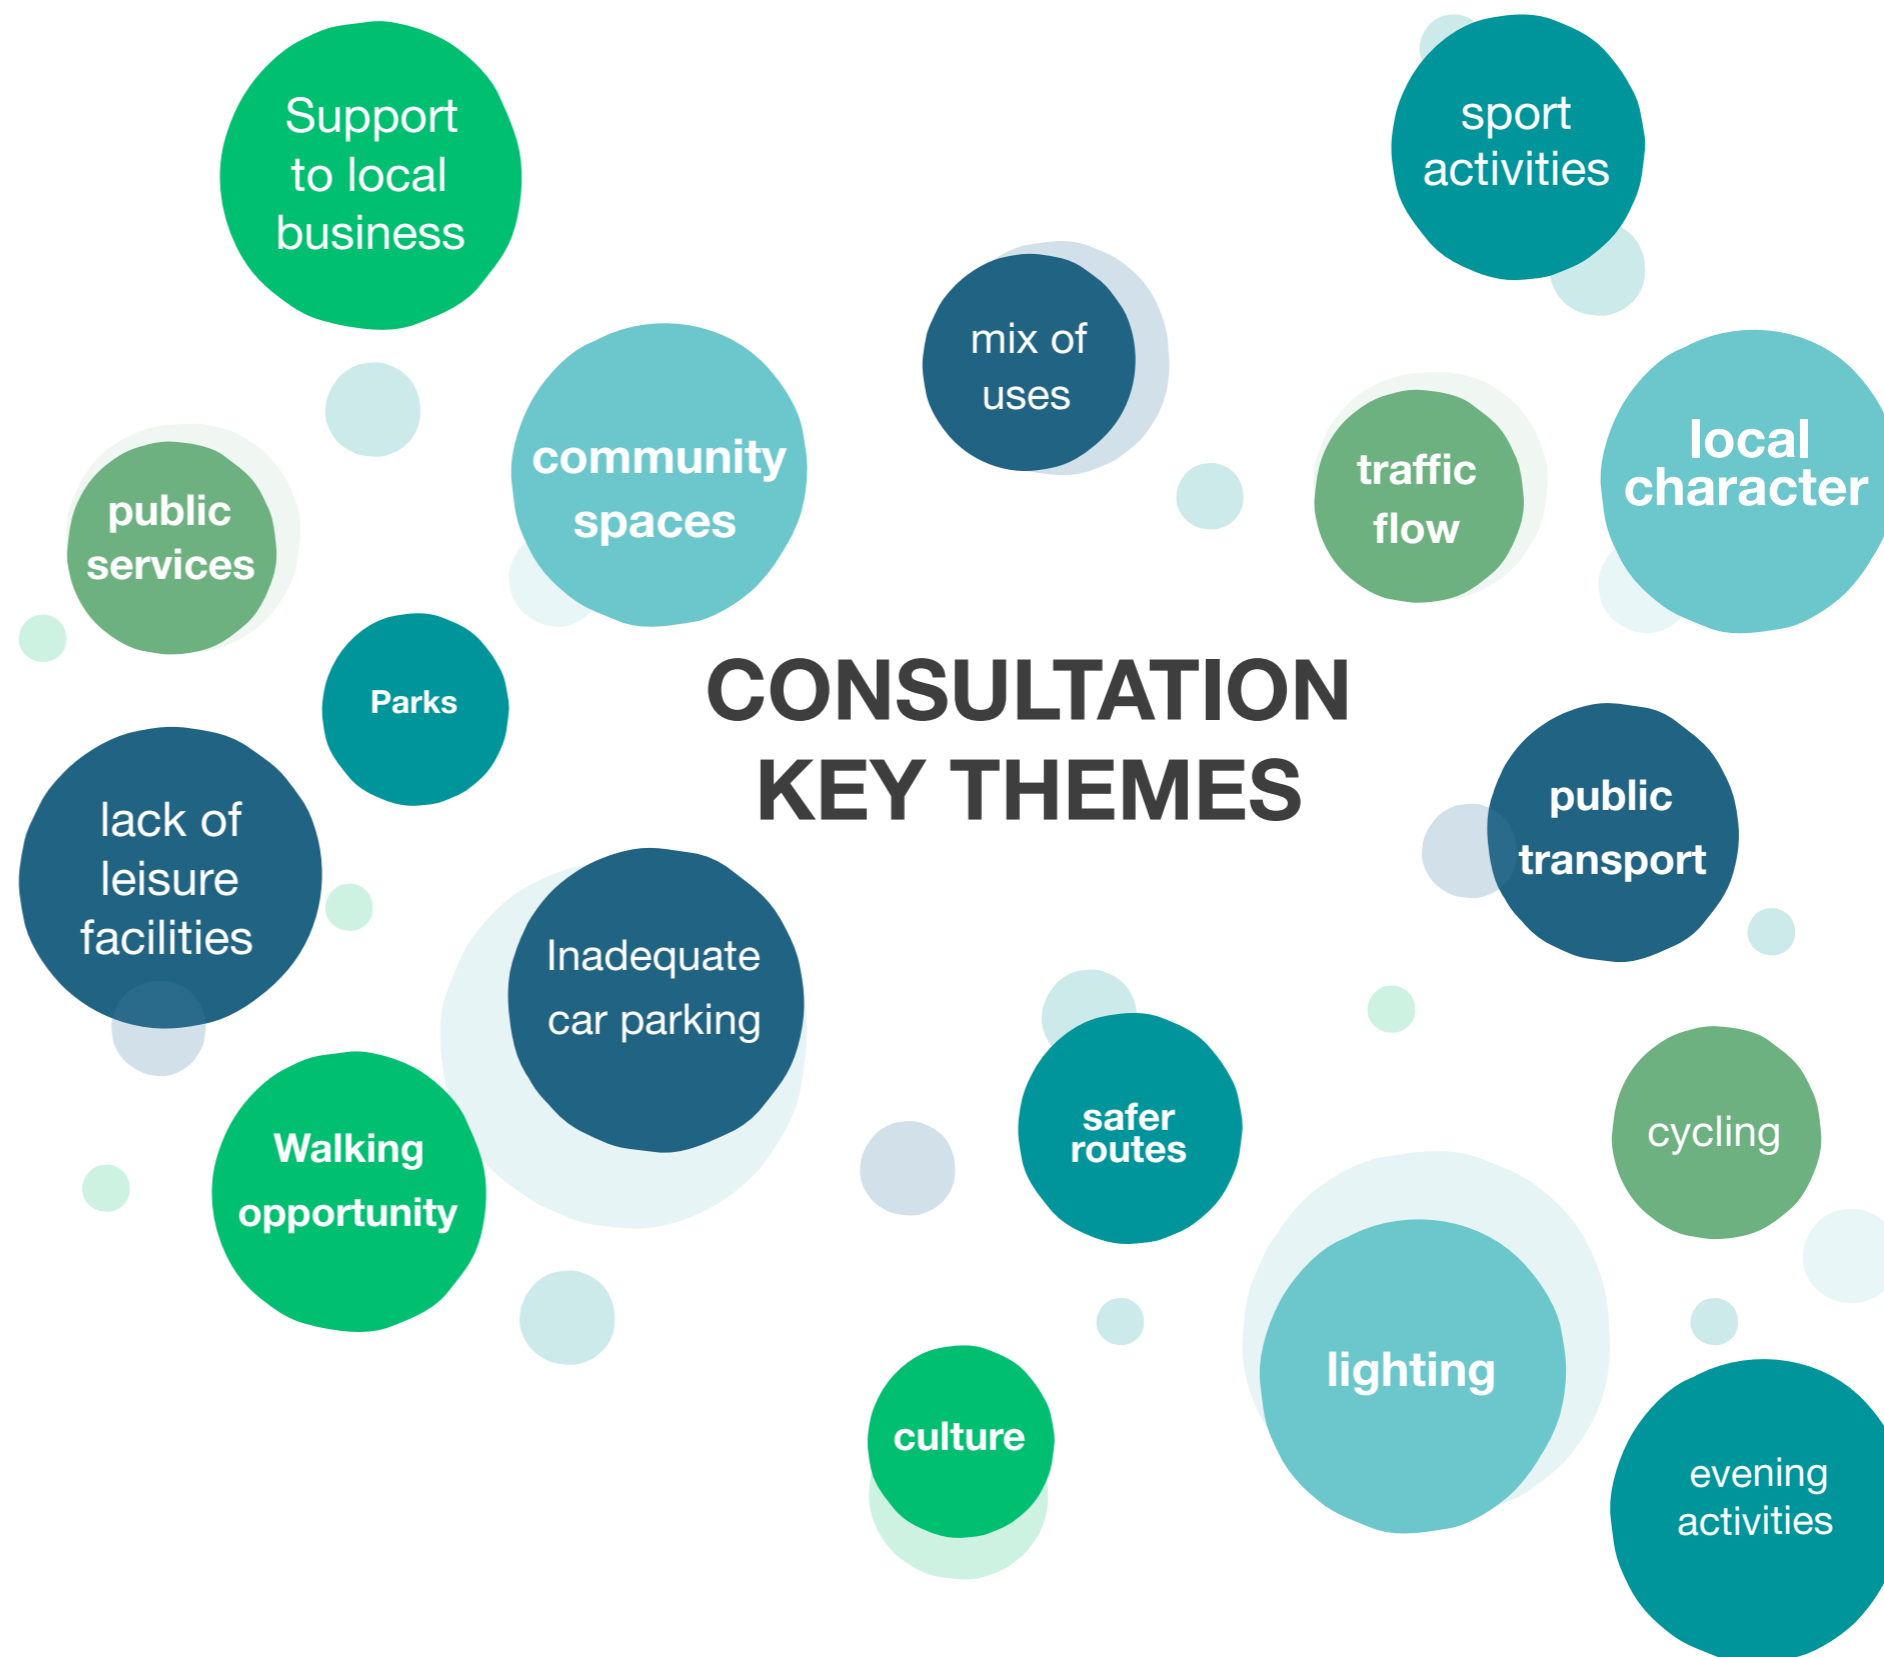 Support
to local
business
sport
activities
mix of
uses
community
spaces
traffic
flow
local
character
public
services
Parks
CONSULTATION
KEY THEMES
lack of
leisure
facilities
public
transport
Inadequate
car parking
safer
routes
cycling
Walking
opportunity
lighting
culture
evening
activities